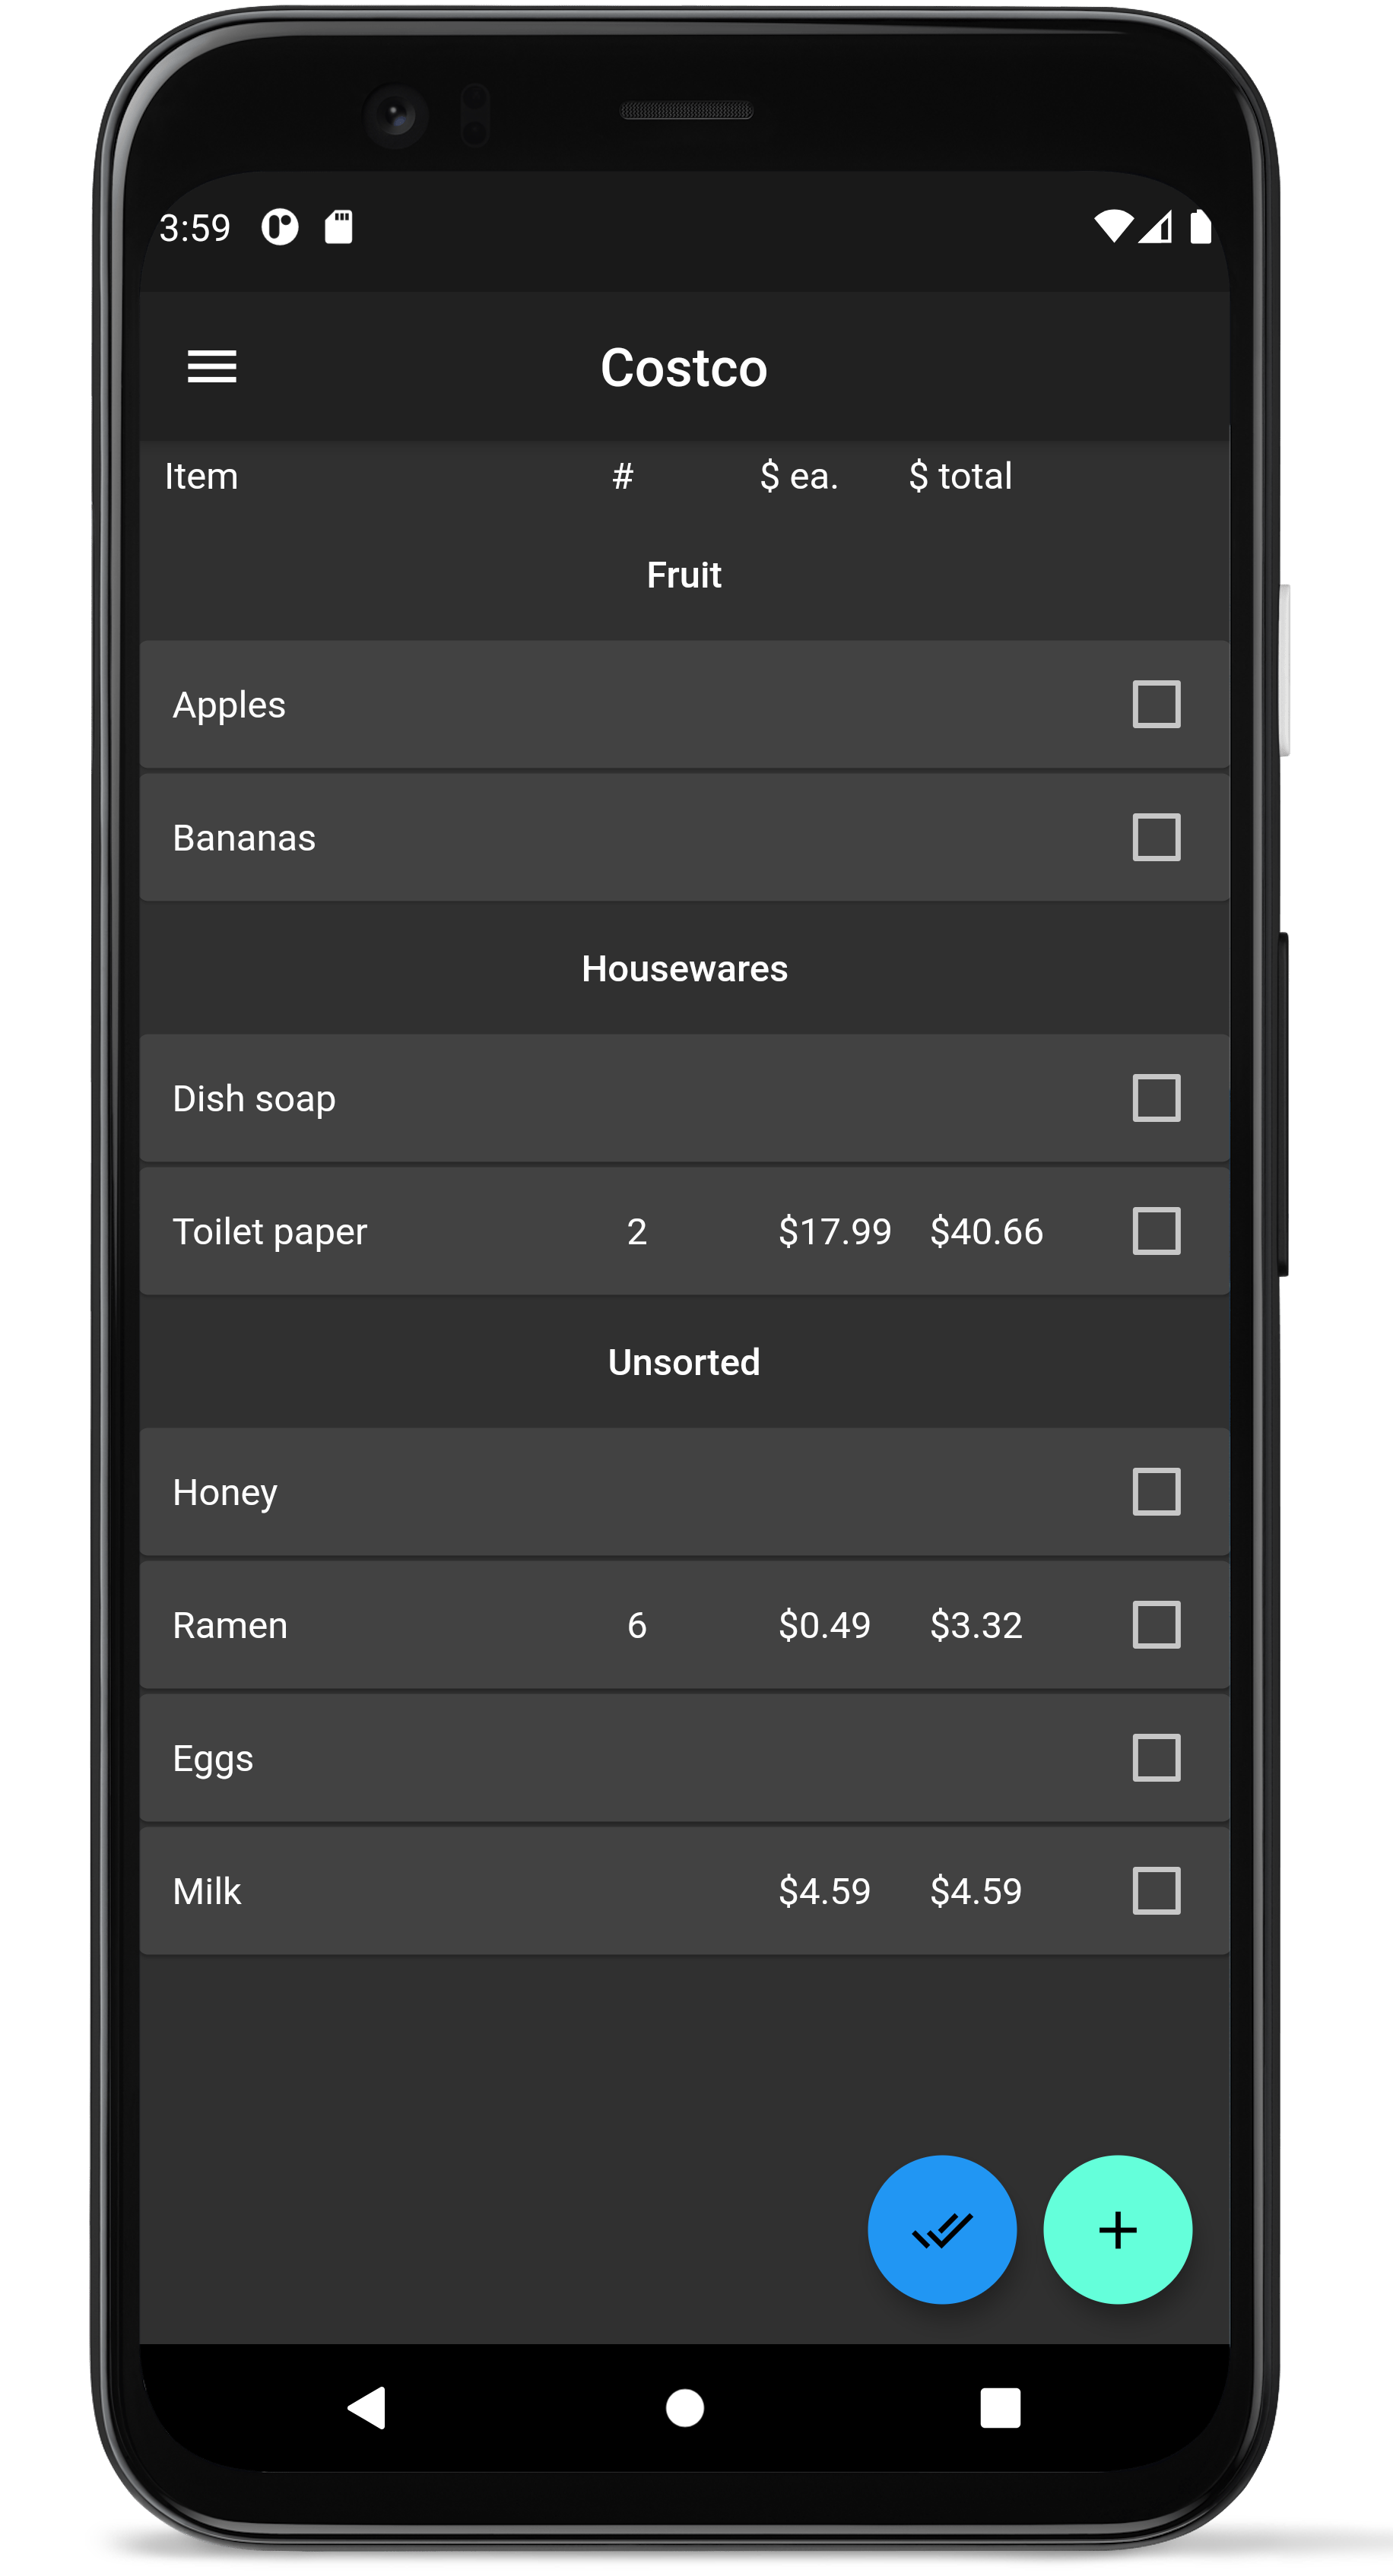 3:59
Costco
Item # $ ea. $ total
Fruit
Apples
Bananas
Housewares
Dish soap
Toilet paper 2 $17.99 $40.66
Unsorted
Honey
Ramen 6 $0.49 $3.32
Eggs
Milk $4.59 $4.59